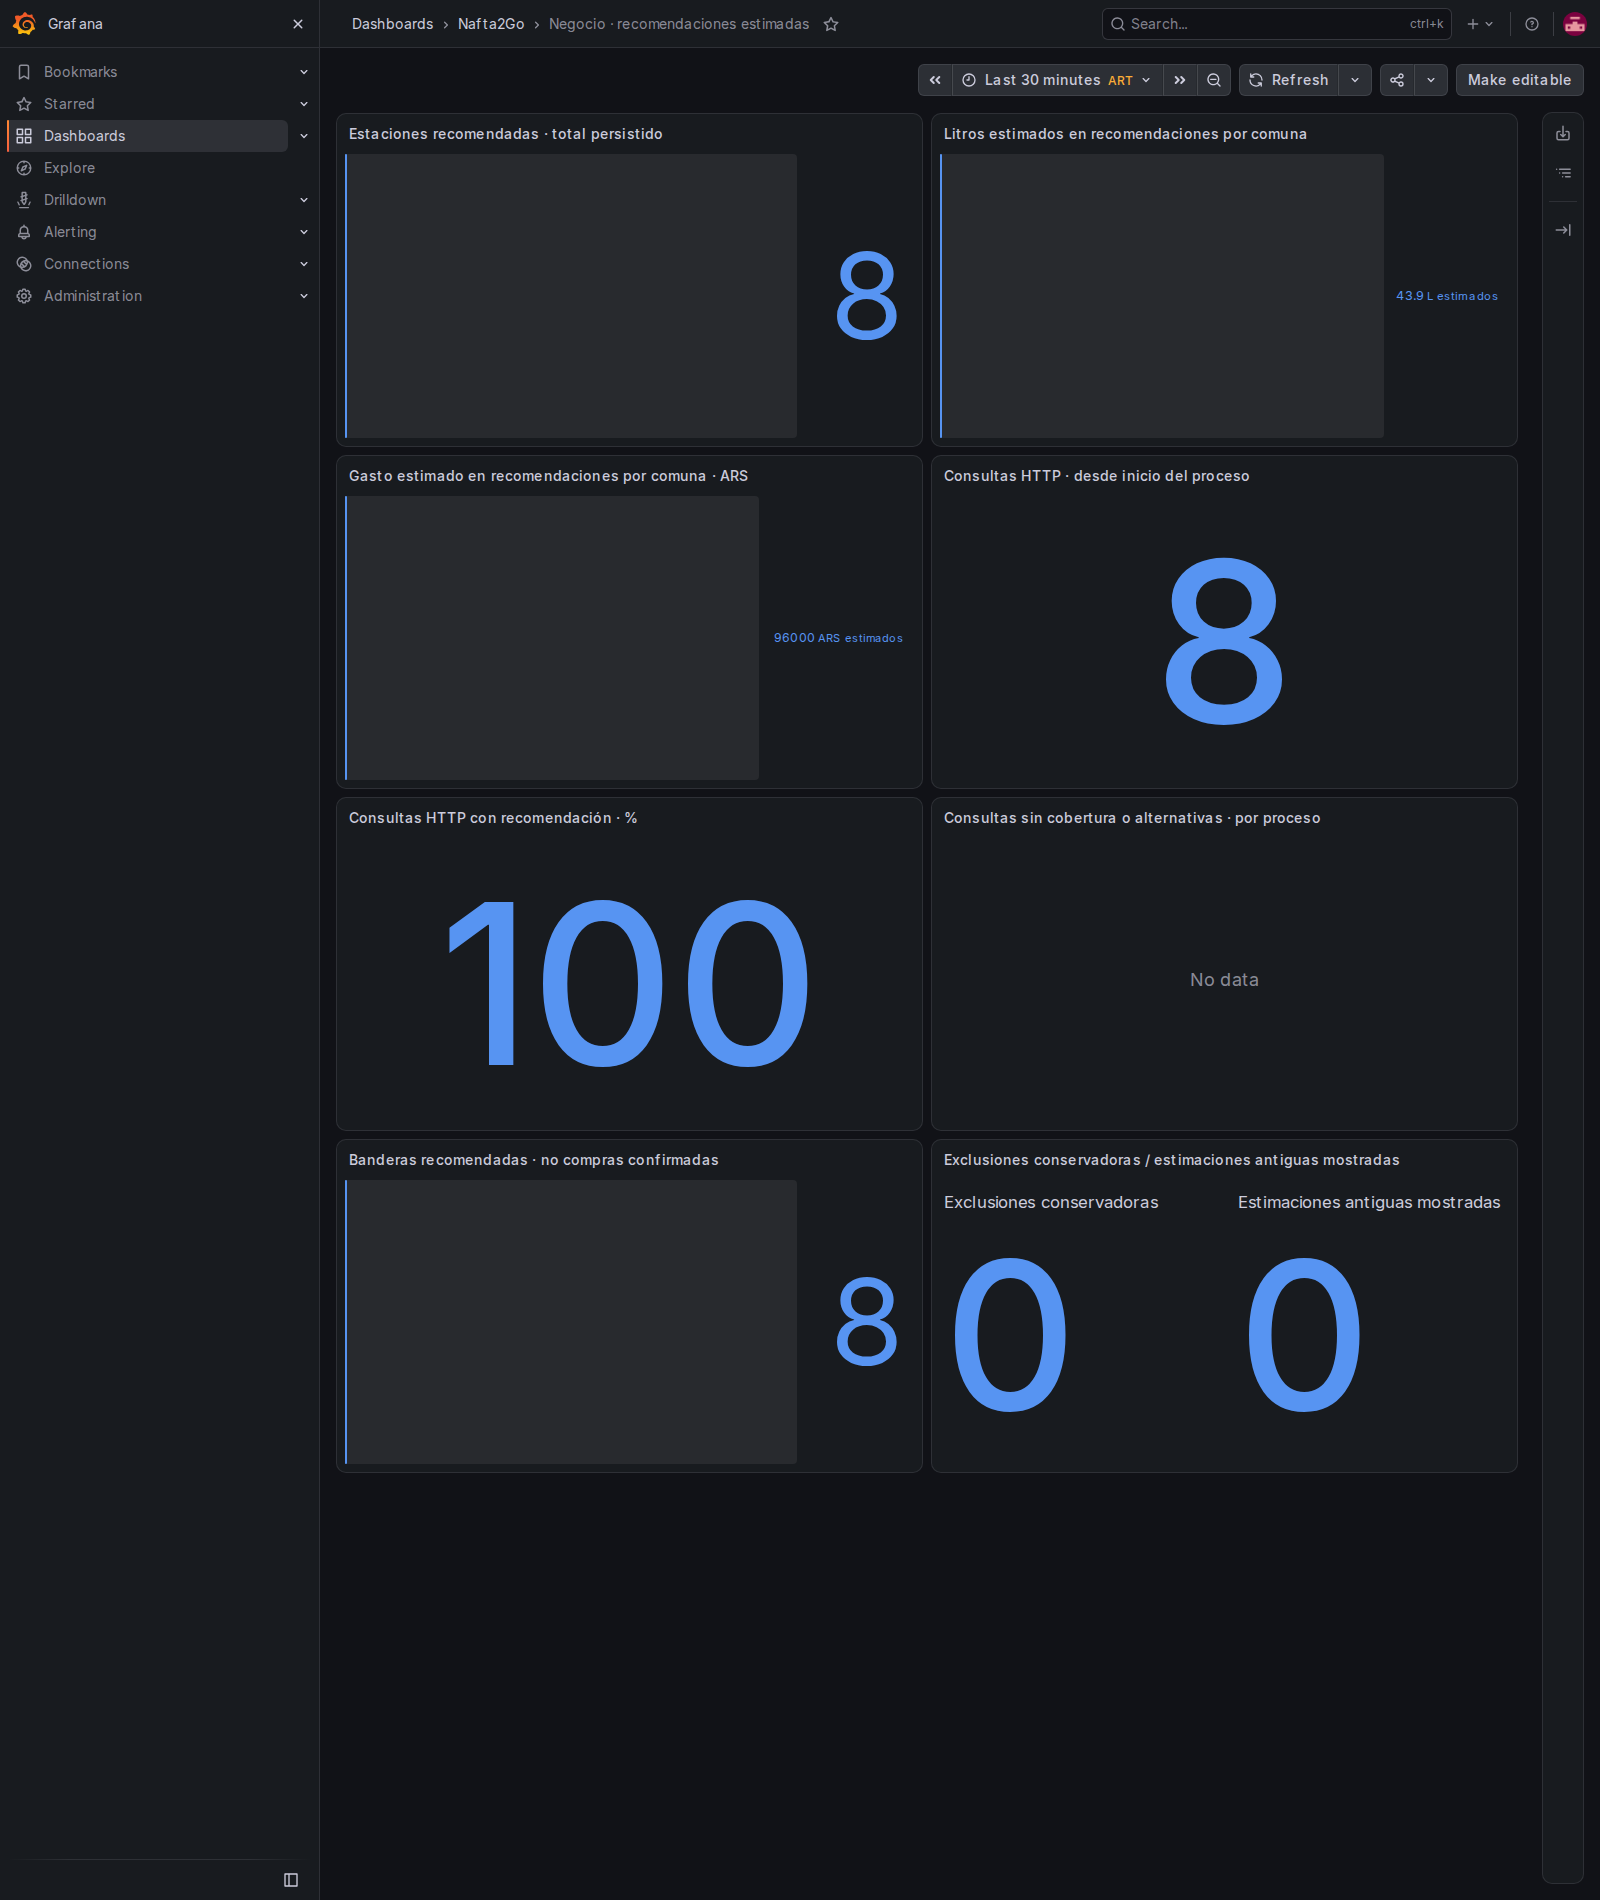 Grafana
Dashboards › Nafta2Go › Negocio · recomendaciones estimadas
Search...
ctrl+k
Bookmarks
Starred
Dashboards
Explore
Drilldown
Alerting
Connections
Administration
Last 30 minutes ART
Refresh
Make editable
Estaciones recomendadas · total persistido
8
Litros estimados en recomendaciones por comuna
43.9 L estimados
Gasto estimado en recomendaciones por comuna · ARS
96000 ARS estimados
Consultas HTTP · desde inicio del proceso
8
Consultas HTTP con recomendación · %
100
Consultas sin cobertura o alternativas · por proceso
No data
Banderas recomendadas · no compras confirmadas
8
Exclusiones conservadoras / estimaciones antiguas mostradas
Exclusiones conservadoras
0
Estimaciones antiguas mostradas
0